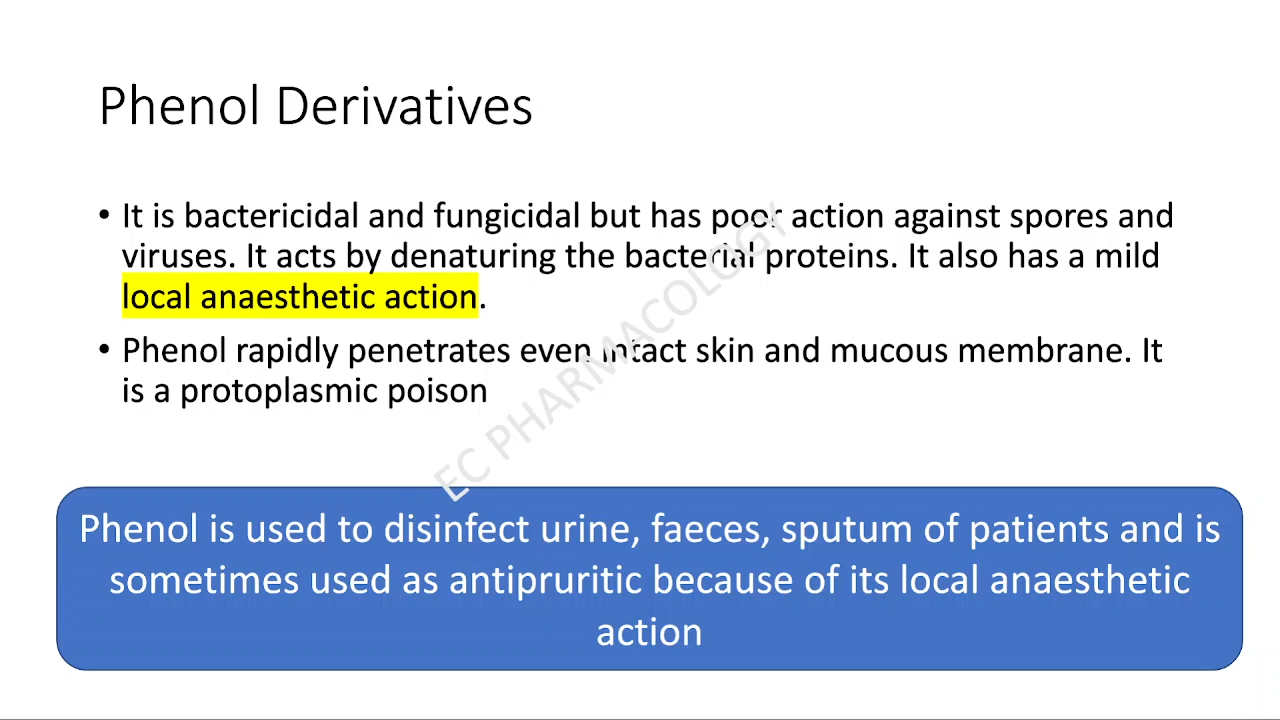 Phenol Derivatives
• It is bactericidal and fungicidal but has poor action against spores and
viruses. It acts by denaturing the bacterial proteins. It also has a mild
local anaesthetic action.
• Phenol rapidly penetrates even intact skin and mucous membrane. It
is a protoplasmic poison
EC PHARMACOLOGY
Phenol is used to disinfect urine, faeces, sputum of patients and is
sometimes used as antipruritic because of its local anaesthetic
action